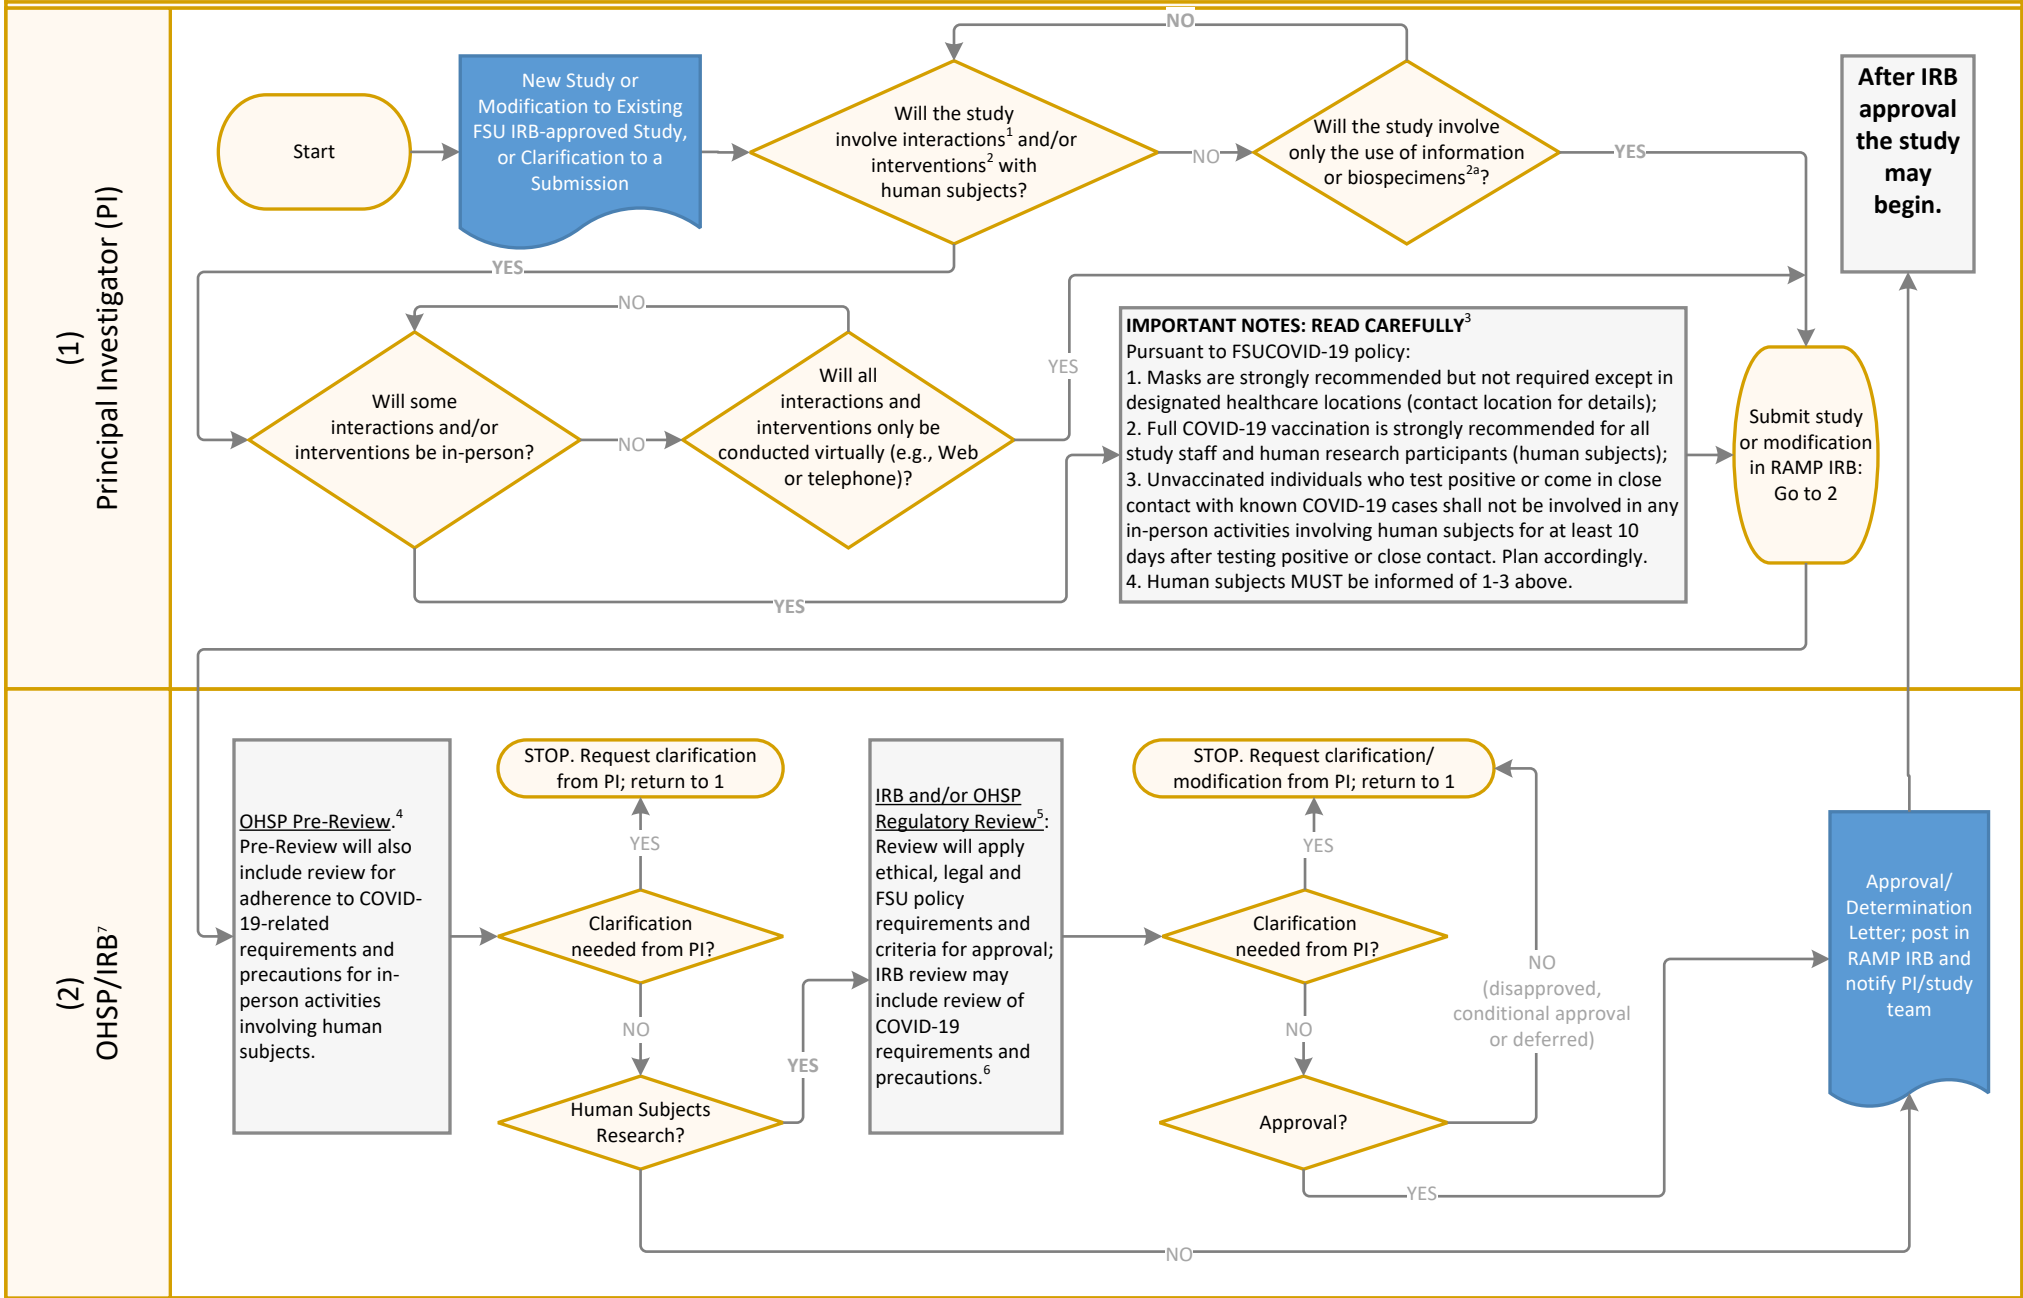 (1)
Principal Investigator (PI)
Start
New Study or
Modification to Existing
FSU IRB-approved Study,
or Clarification to a
Submission
Will the study
involve interactions1 and/or
interventions2 with
human subjects?
NO
NO
Will the study involve
only the use of information
or biospecimens2a?
YES
After IRB
approval
the study
may
begin.
YES
Will some
interactions and/or
interventions be in-person?
NO
NO
Will all
interactions and
interventions only be
conducted virtually (e.g., Web
or telephone)?
YES
YES
IMPORTANT NOTES: READ CAREFULLY3
Pursuant to FSUCOVID-19 policy:
1. Masks are strongly recommended but not required except in
designated healthcare locations (contact location for details);
2. Full COVID-19 vaccination is strongly recommended for all
study staff and human research participants (human subjects);
3. Unvaccinated individuals who test positive or come in close
contact with known COVID-19 cases shall not be involved in any
in-person activities involving human subjects for at least 10
days after testing positive or close contact. Plan accordingly.
4. Human subjects MUST be informed of 1-3 above.
Submit study
or modification
in RAMP IRB:
Go to 2
(2)
OHSP/IRB7
OHSP Pre-Review.4
Pre-Review will also
include review for
adherence to COVID-
19-related
requirements and
precautions for in-
person activities
involving human
subjects.
STOP. Request clarification
from PI; return to 1
YES
Clarification
needed from PI?
NO
Human Subjects
Research?
YES
NO
IRB and/or OHSP
Regulatory Review5:
Review will apply
ethical, legal and
FSU policy
requirements and
criteria for approval;
IRB review may
include review of
COVID-19
requirements and
precautions.6
STOP. Request clarification/
modification from PI; return to 1
YES
Clarification
needed from PI?
NO
Approval?
NO
(disapproved,
conditional approval
or deferred)
YES
Approval/
Determination
Letter; post in
RAMP IRB and
notify PI/study
team